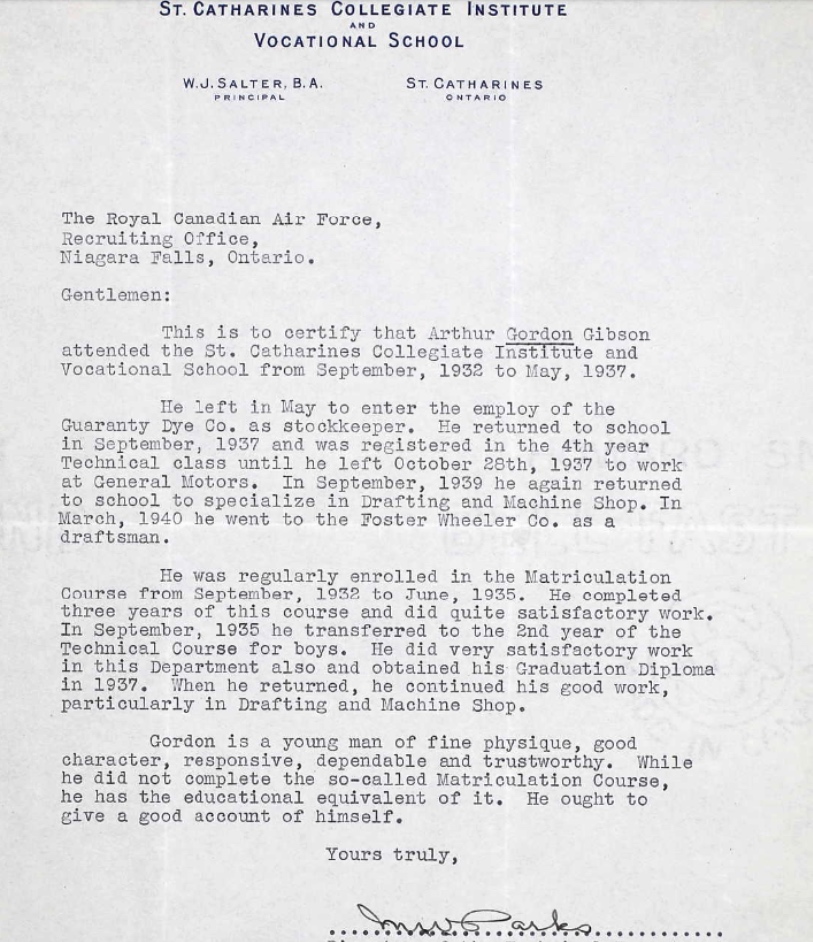 ST. CATHARINES COLLEGIATE INSTITUTE
AND
VOCATIONAL SCHOOL
W.J. SALTER, B.A. ST. CATHARINES
PRINCIPAL ONTARIO
The Royal Canadian Air Force,
Recruiting Office,
Niagara Falls, Ontario.
Gentlemen:
This is to certify that Arthur Gordon Gibson
attended the St. Catharines Collegiate Institute and
Vocational School from September, 1932 to May, 1937.
He left in May to enter the employ of the
Guaranty Dye Co. as stockkeeper. He returned to school
in September, 1937 and was registered in the 4th year
Technical class until he left October 28th, 1937 to work
at General Motors. In September, 1939 he again returned
to school to specialize in Drafting and Machine Shop. In
March, 1940 he went to the Foster Wheeler Co. as a
draftsman.
He was regularly enrolled in the Matriculation
Course from September, 1932 to June, 1935. He completed
three years of this course and did quite satisfactory work.
In September, 1935 he transferred to the 2nd year of the
Technical Course for boys. He did very satisfactory work
in this Department also and obtained his Graduation Diploma
in 1937. When he returned, he continued his good work,
particularly in Drafting and Machine Shop.
Gordon is a young man of fine physique, good
character, responsive, dependable and trustworthy. While
he did not complete the so-called Matriculation Course,
he has the educational equivalent of it. He ought to
give a good account of himself.
Yours truly,
Parks